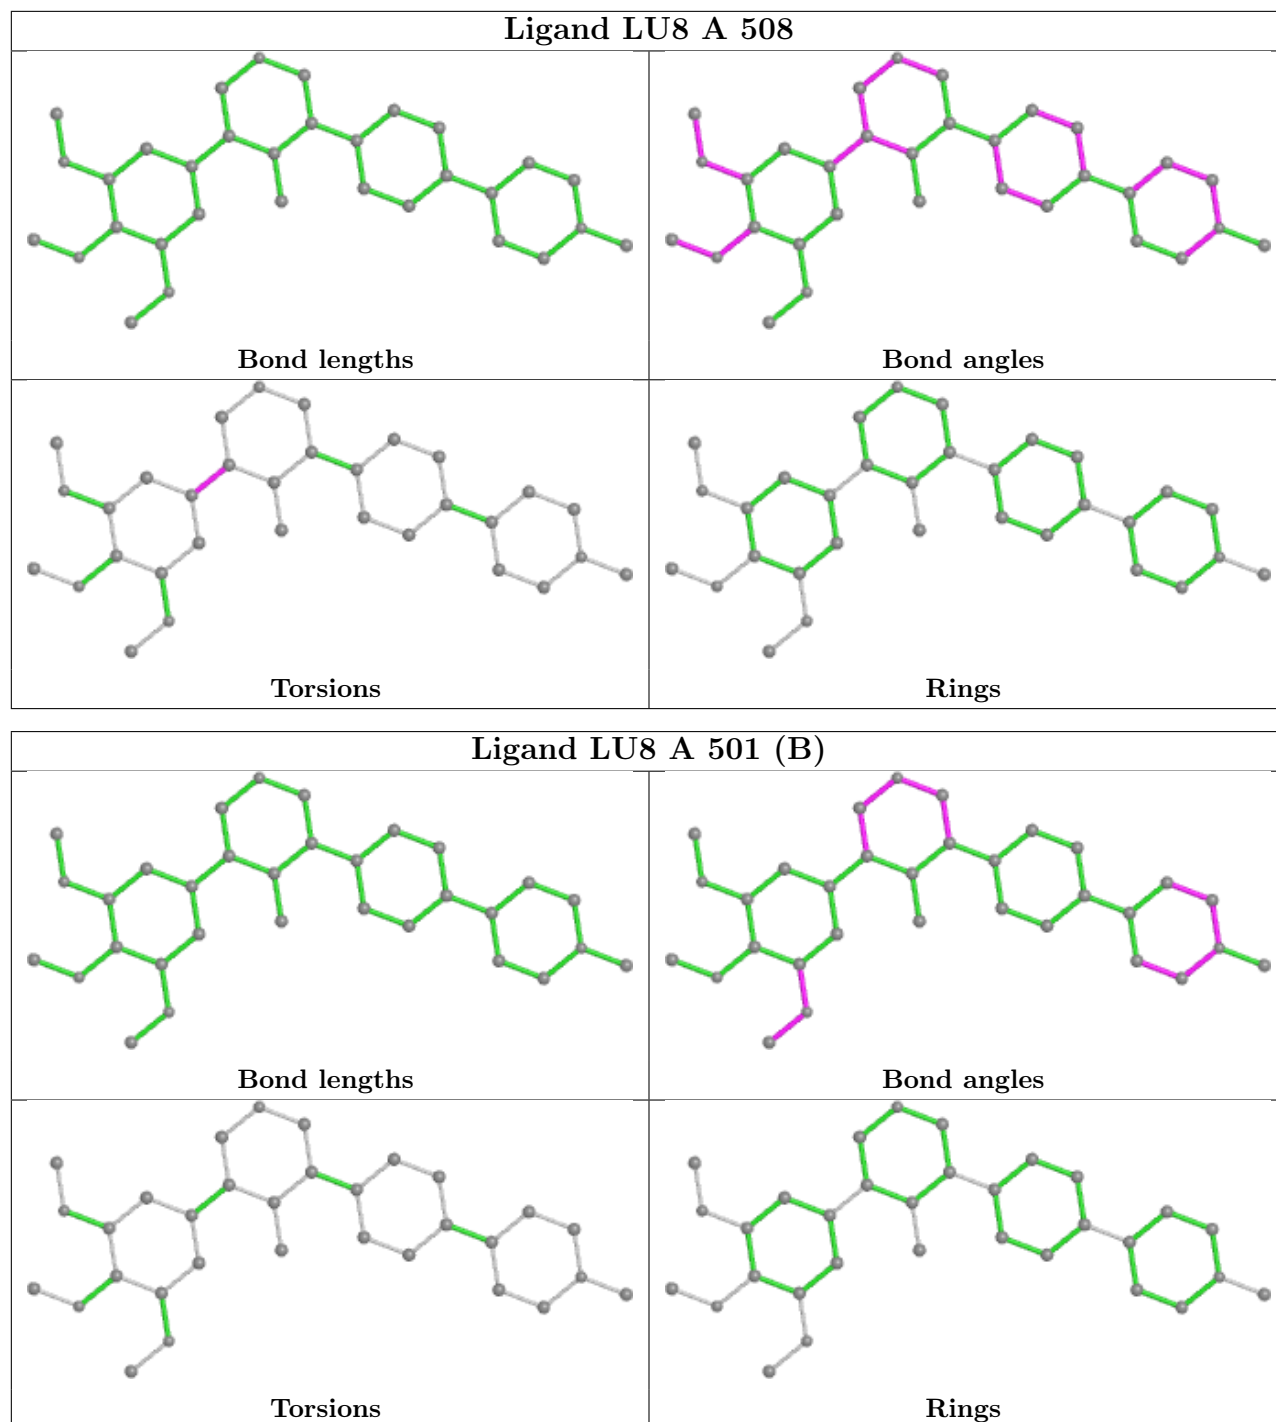 Ligand LU8 A 508
Bond lengths
Bond angles
Torsions
Rings
Ligand LU8 A 501 (B)
Bond lengths
Bond angles
Torsions
Rings